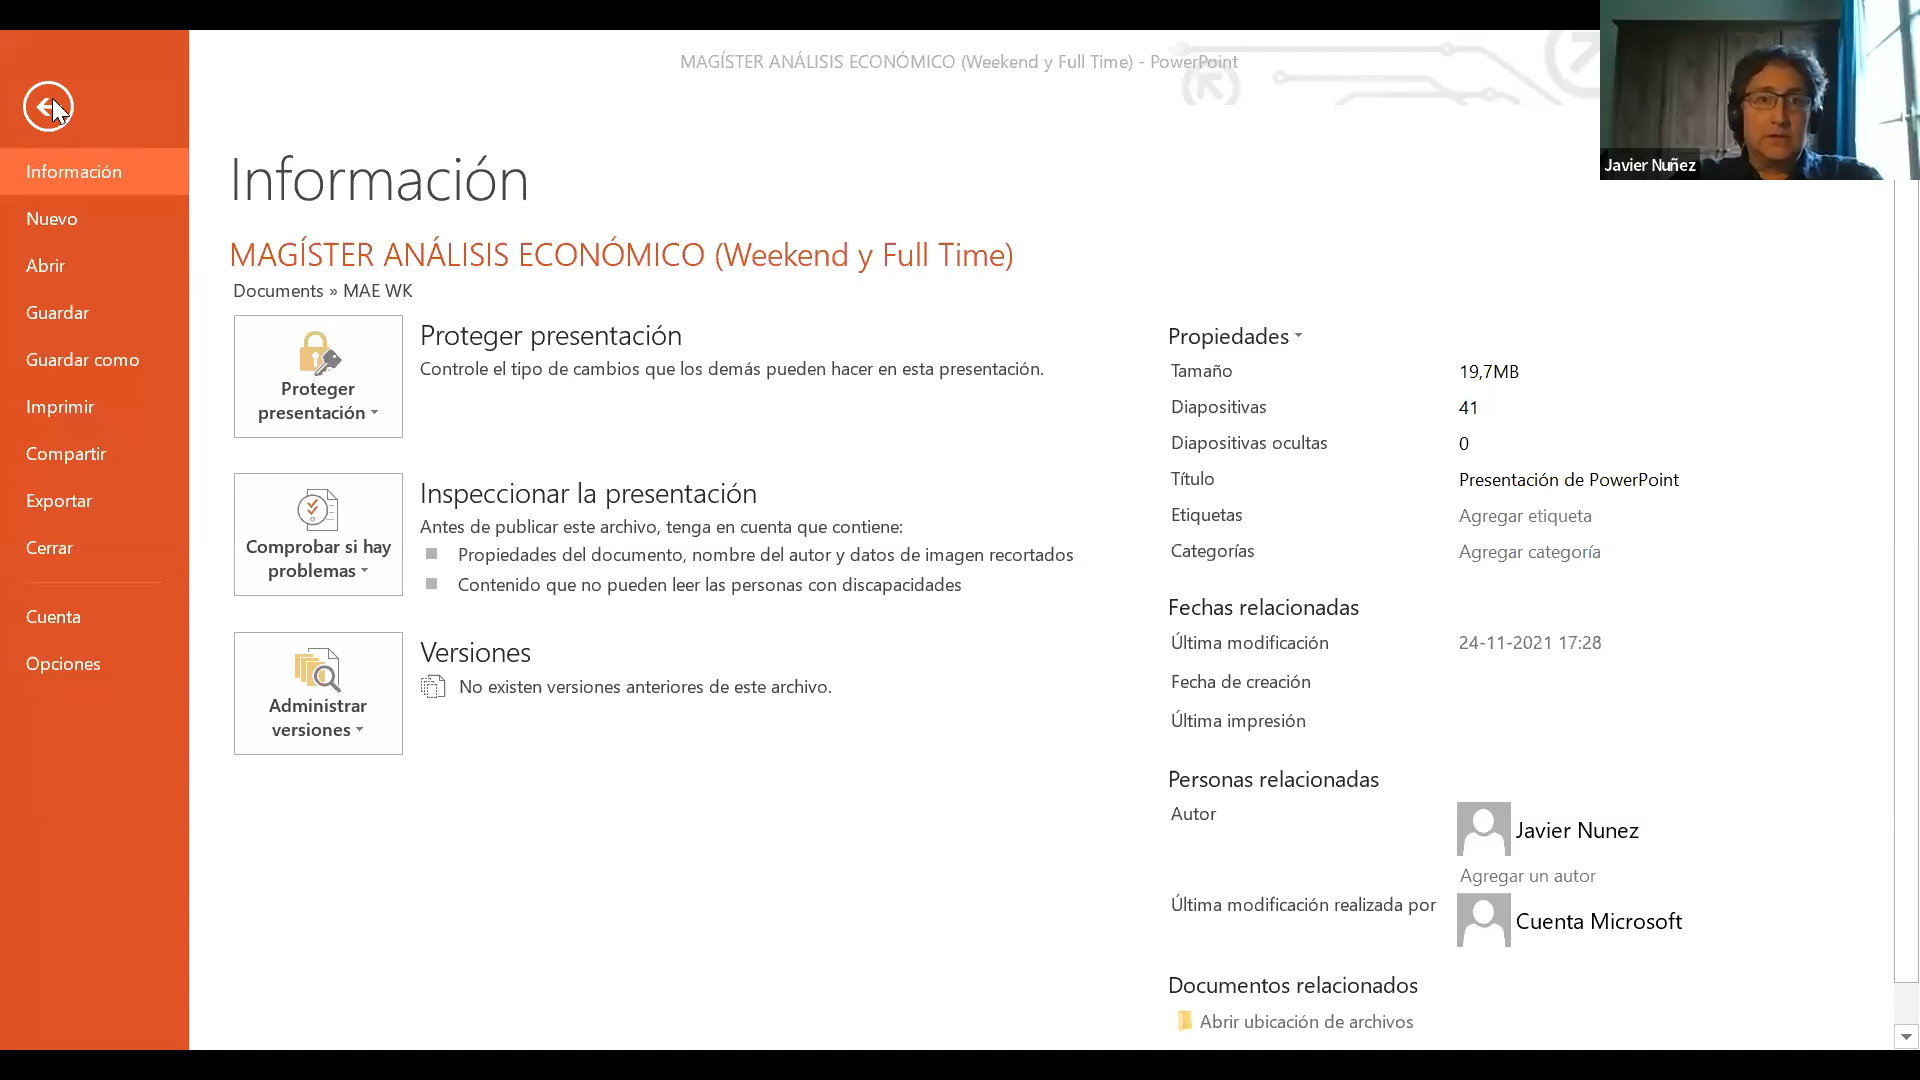 MAGÍSTER ANÁLISIS ECONÓMICO (Weekend y Full Time) - PowerPoint
Javier Nuñez
Información
Nuevo
Abrir
Guardar
Guardar como
Imprimir
Compartir
Exportar
Cerrar
Cuenta
Opciones
Información
MAGÍSTER ANÁLISIS ECONÓMICO (Weekend y Full Time)
Documents » MAE WK
Proteger
presentación
Proteger presentación
Controle el tipo de cambios que los demás pueden hacer en esta presentación.
Comprobar si hay
problemas
Inspeccionar la presentación
Antes de publicar este archivo, tenga en cuenta que contiene:
Propiedades del documento, nombre del autor y datos de imagen recortados
Contenido que no pueden leer las personas con discapacidades
Administrar
versiones
Versiones
No existen versiones anteriores de este archivo.
Propiedades
Tamaño 19,7MB
Diapositivas 41
Diapositivas ocultas 0
Título Presentación de PowerPoint
Etiquetas Agregar etiqueta
Categorías Agregar categoría
Fechas relacionadas
Última modificación 24-11-2021 17:28
Fecha de creación
Última impresión
Personas relacionadas
Autor Javier Nunez
Agregar un autor
Última modificación realizada por Cuenta Microsoft
Documentos relacionados
Abrir ubicación de archivos